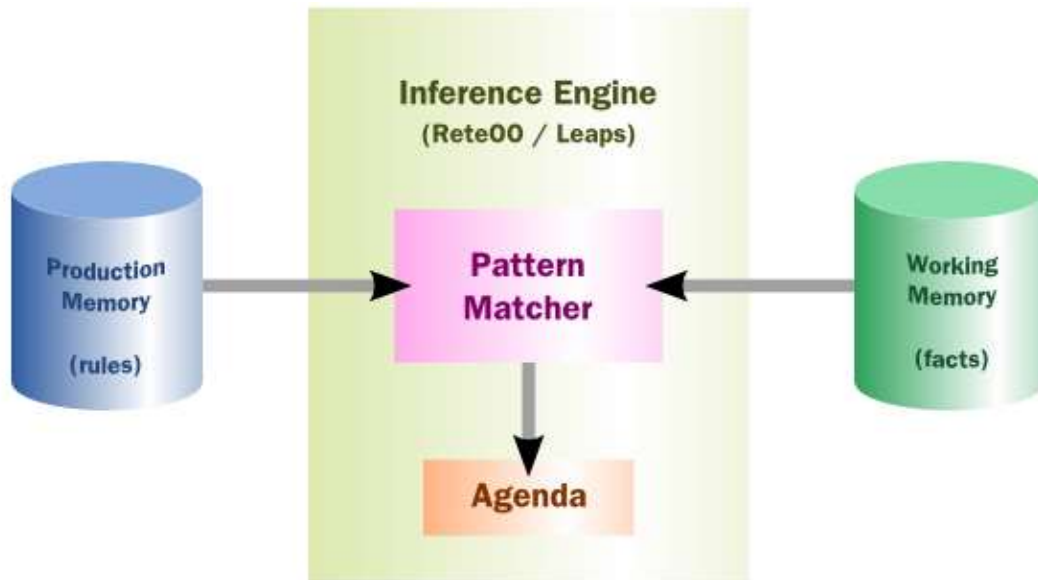 Inference Engine
(ReteOO / Leaps)
Production
Memory
(rules)
Pattern
Matcher
Working
Memory
(facts)
Agenda